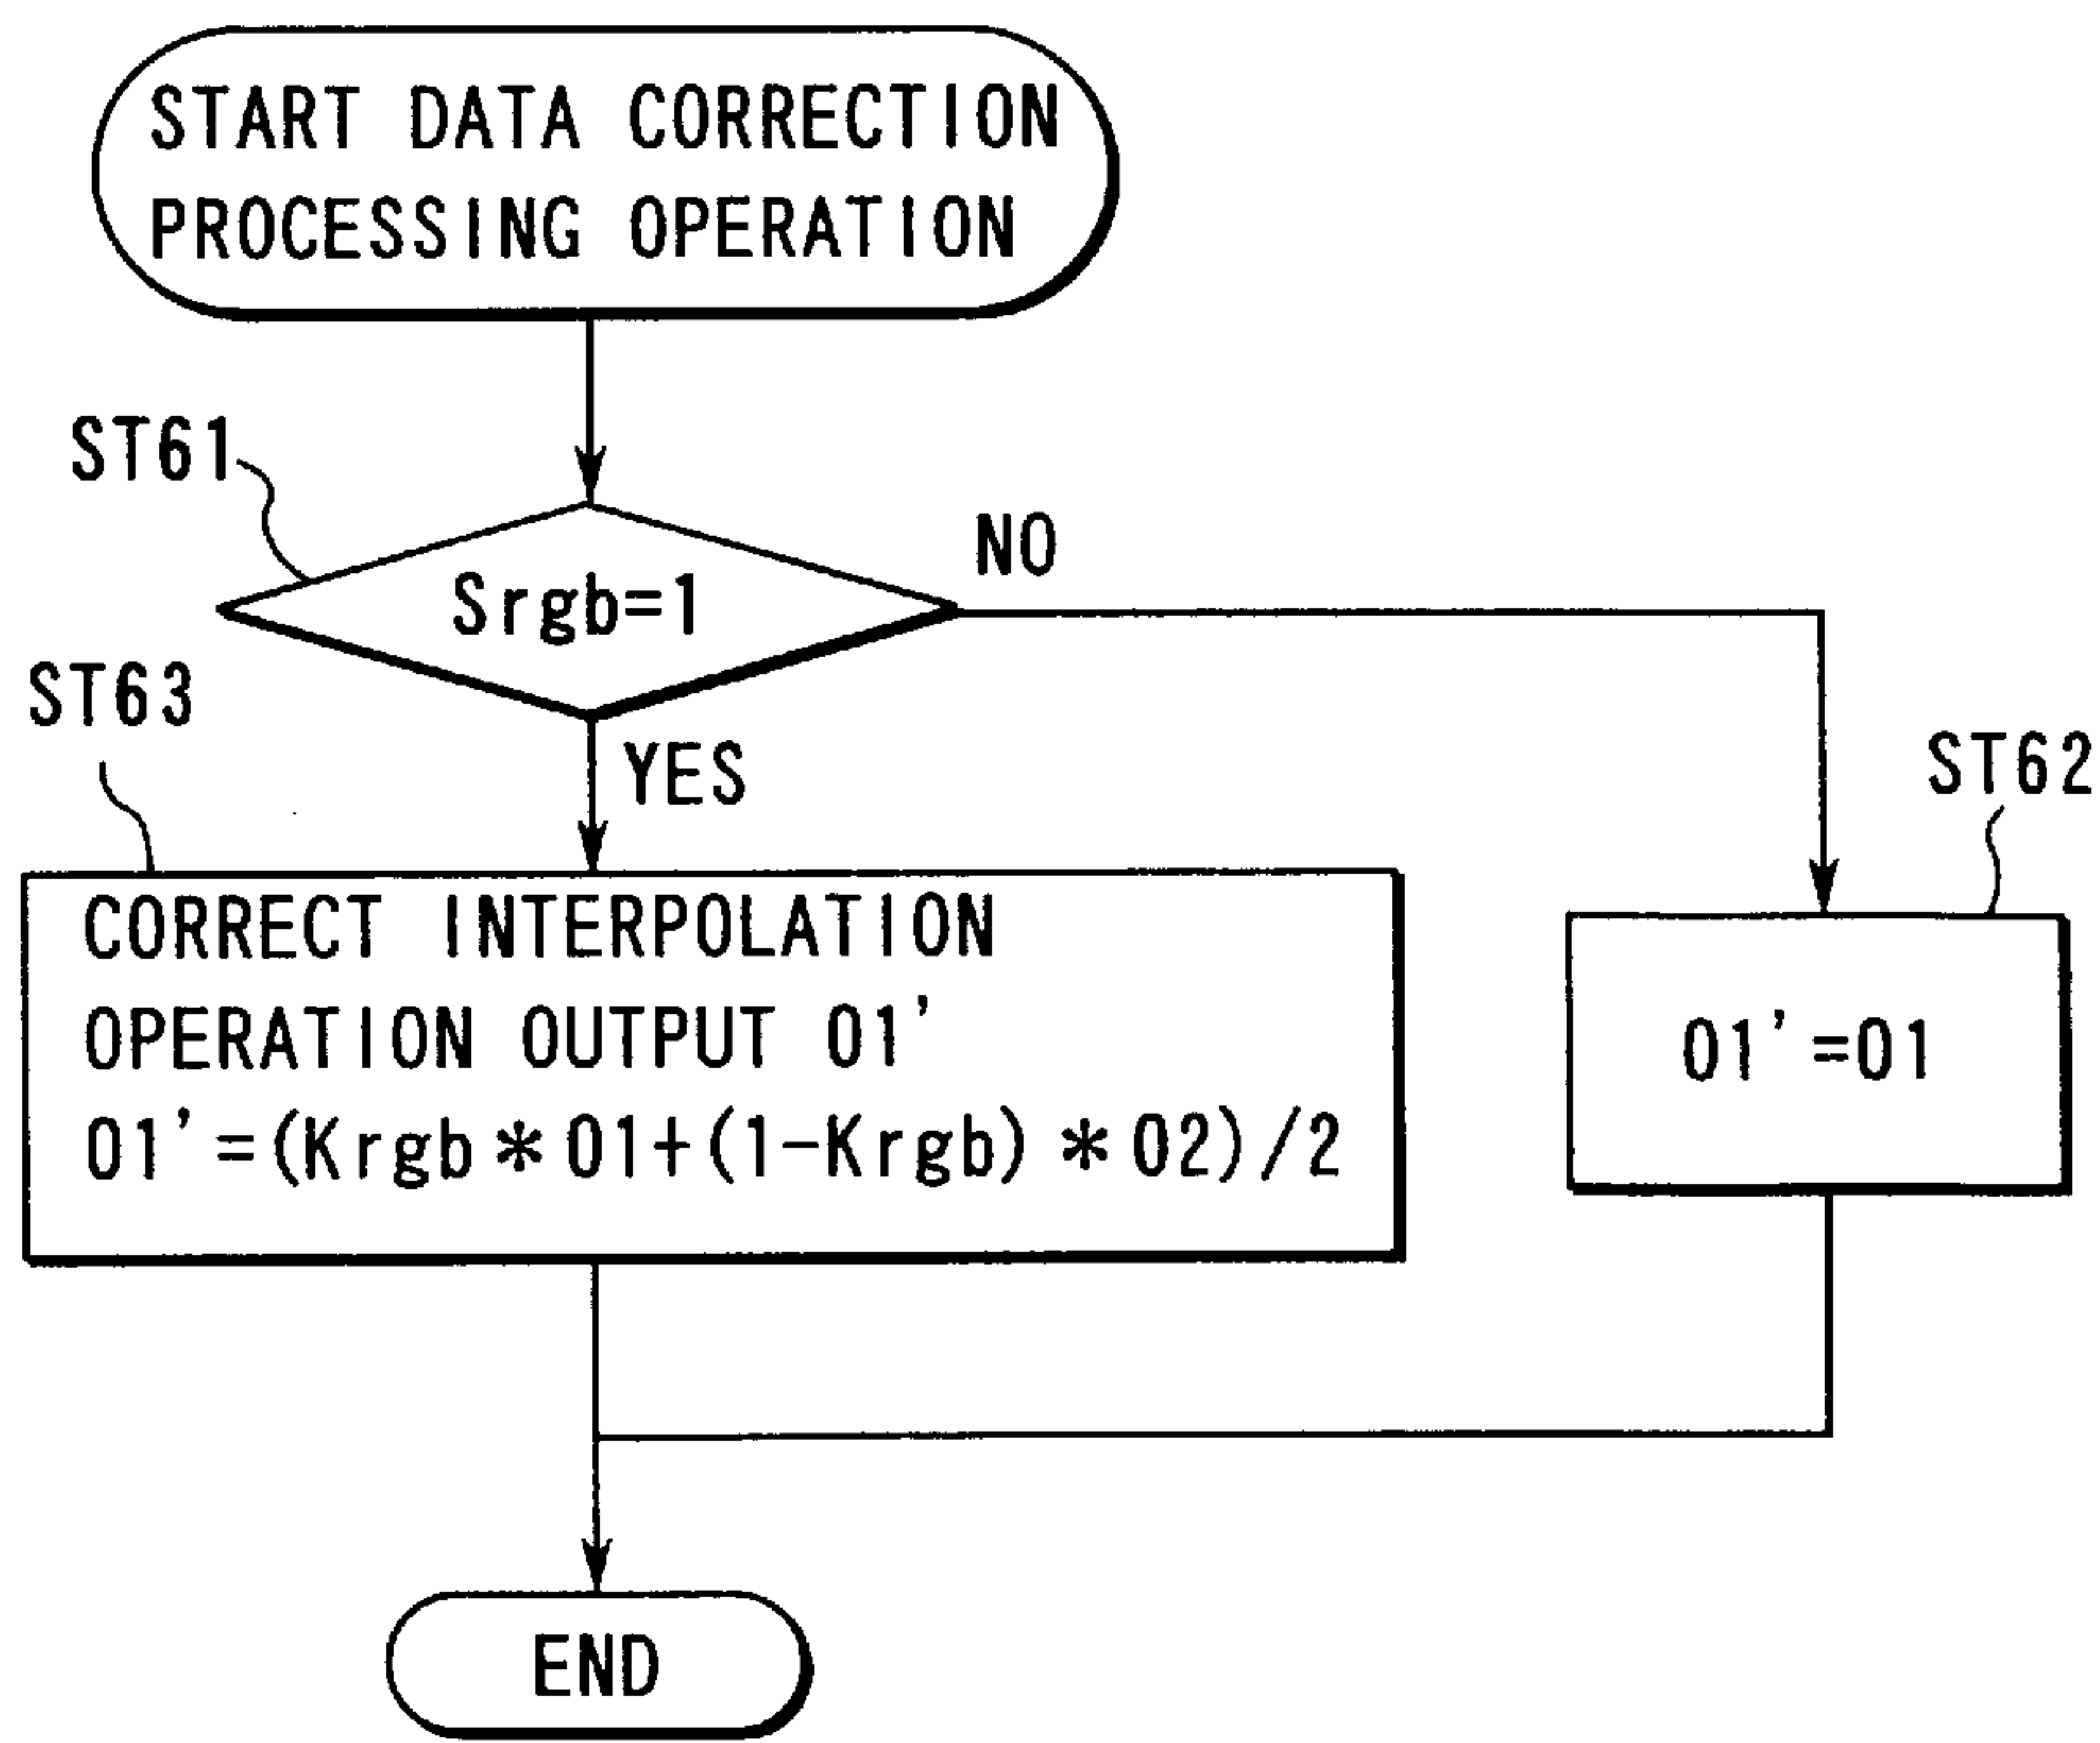 START DATA CORRECTION
PROCESSING OPERATION
ST61
Srgb=1
NO
ST63
YES
ST62
CORRECT INTERPOLATION
OPERATION OUTPUT O1'
O1'=(Krgb*O1+(1-Krgb)*O2)/2
O1'=O1
END